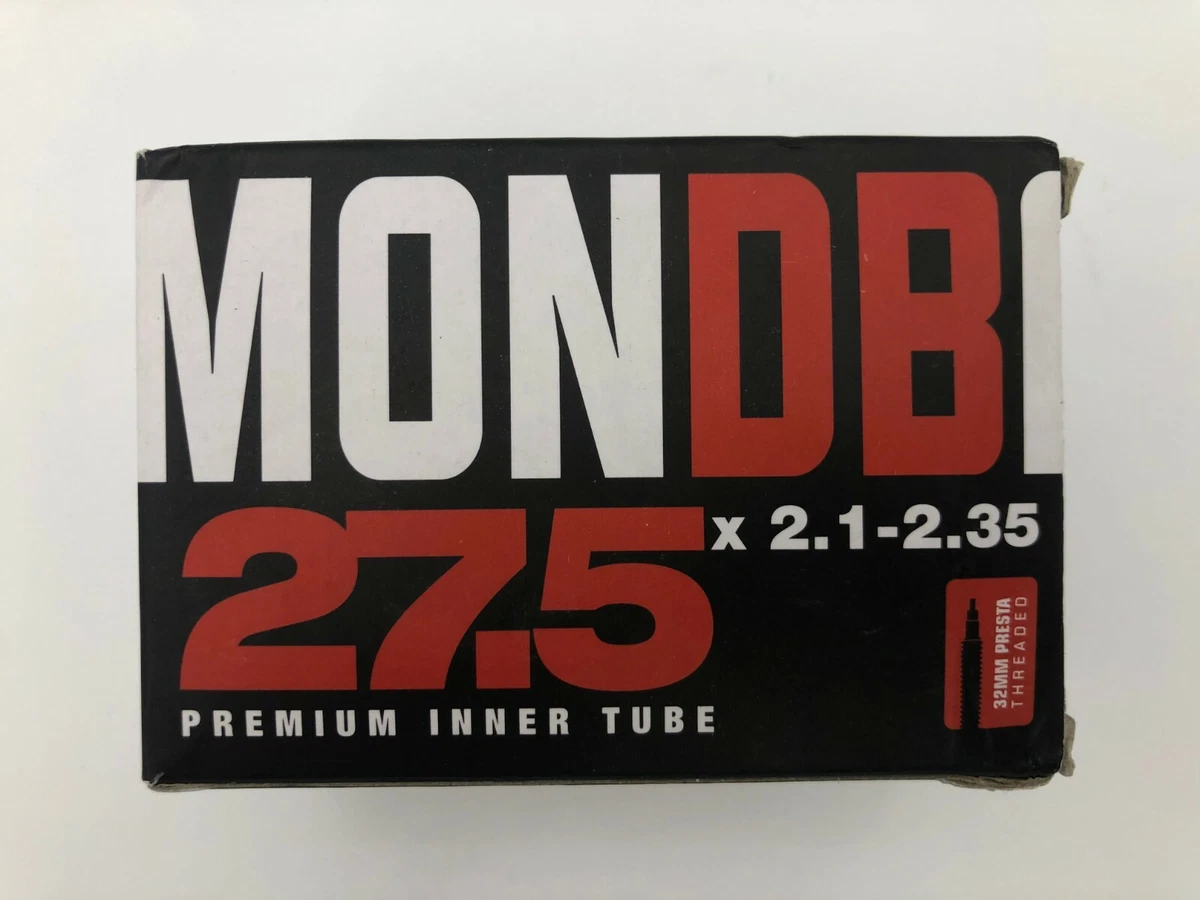 MONDB
27.5 x 2.1-2.35
32MM PRESTA
THREADED
PREMIUM INNER TUBE